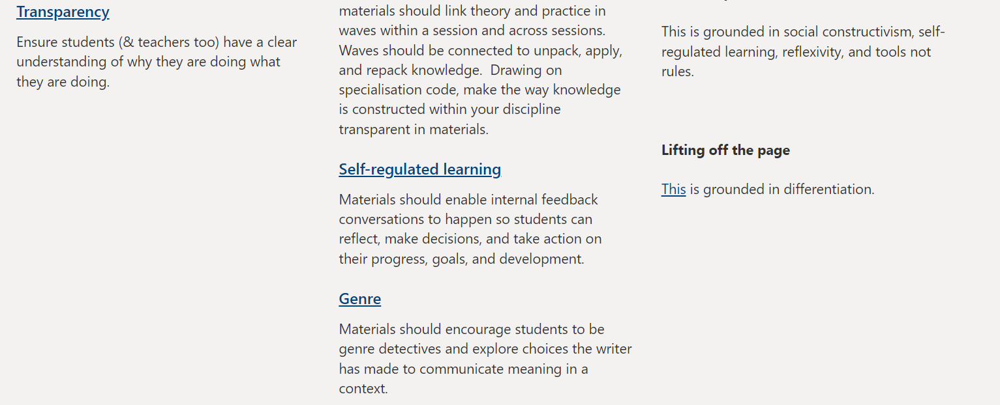 Transparency
Ensure students (& teachers too) have a clear
understanding of why they are doing what
they are doing.
materials should link theory and practice in
waves within a session and across sessions.
Waves should be connected to unpack, apply,
and repack knowledge.  Drawing on
specialisation code, make the way knowledge
is constructed within your discipline
transparent in materials.
Self-regulated learning
Materials should enable internal feedback
conversations to happen so students can
reflect, make decisions, and take action on
their progress, goals, and development.
Genre
Materials should encourage students to be
genre detectives and explore choices the writer
has made to communicate meaning in a
context.
This is grounded in social constructivism, self-
regulated learning, reflexivity, and tools not
rules.
Lifting off the page
This is grounded in differentiation.